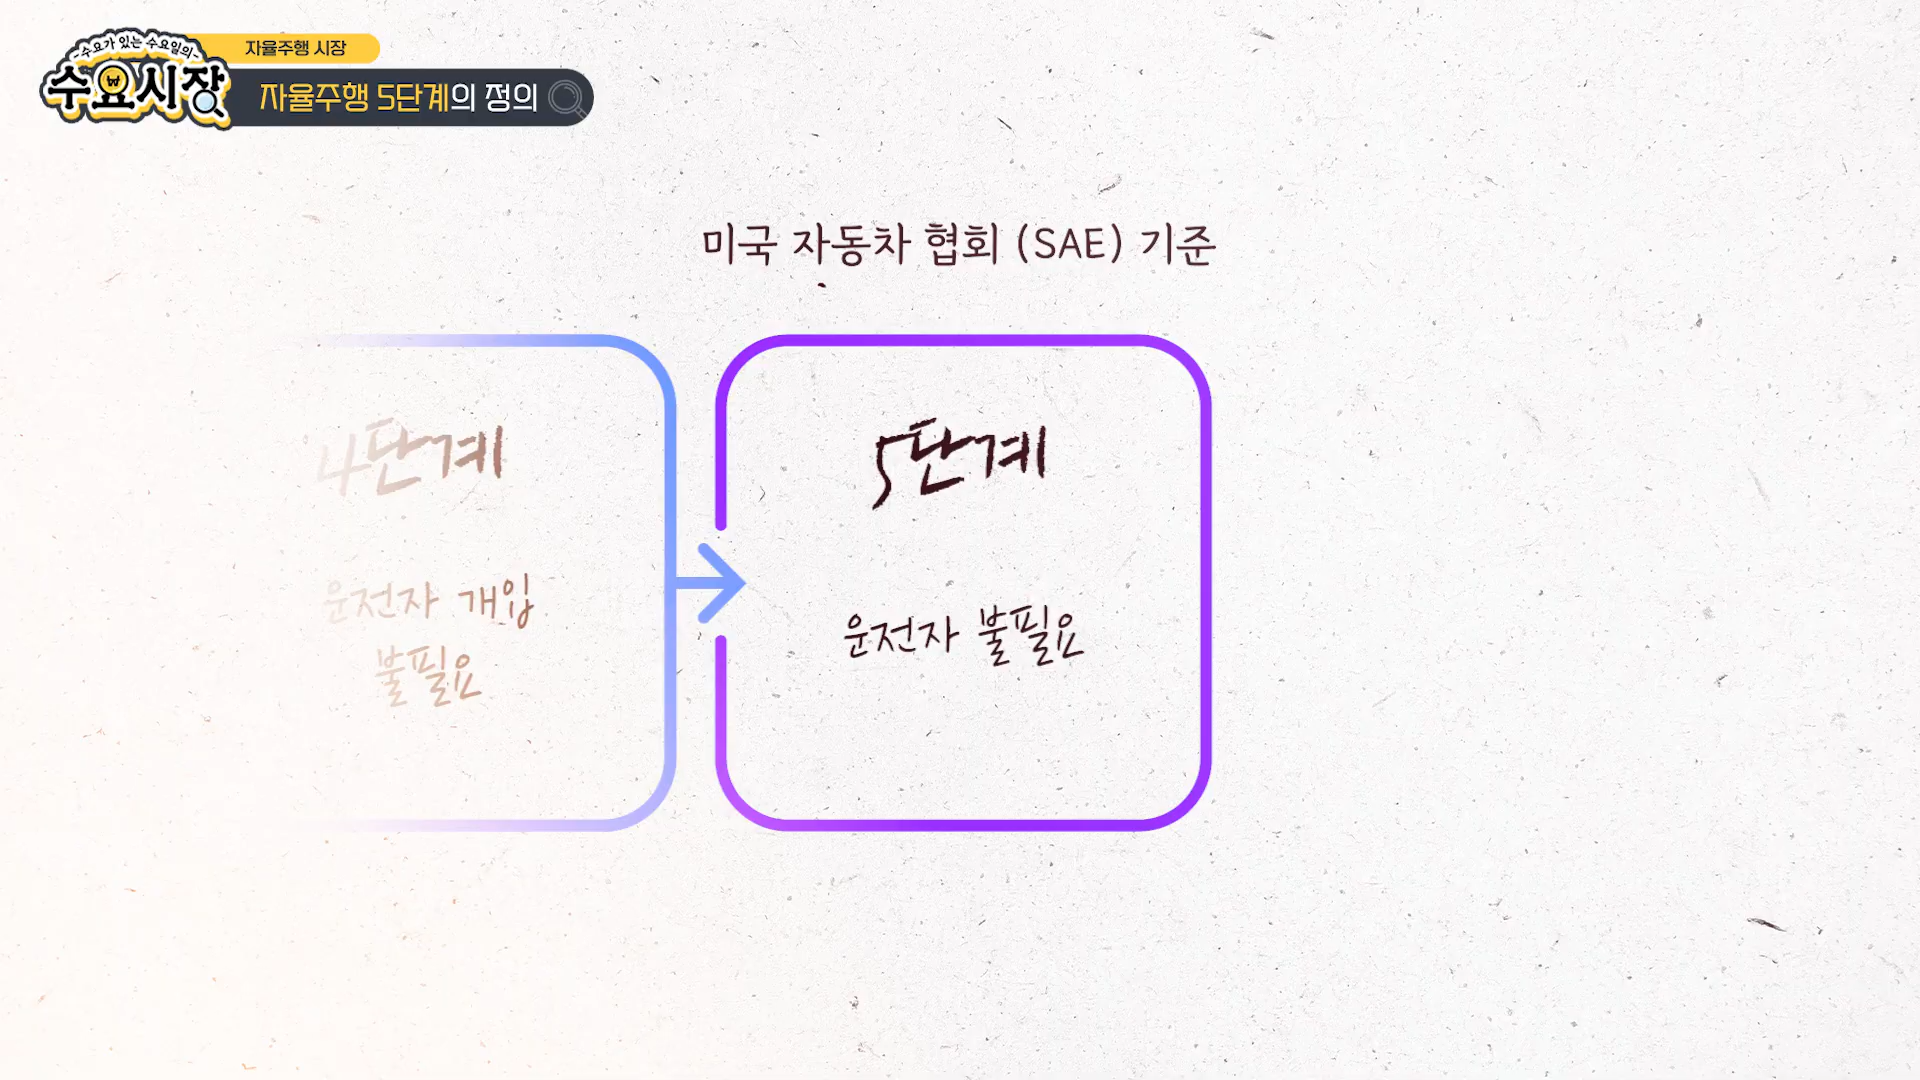 -수요가 있는 수요일의-
수요시장
자율주행 시장
자율주행 5단계의 정의
미국 자동차 협회 (SAE) 기준
4단계
운전자 개입
불필요
5단계
운전자 불필요